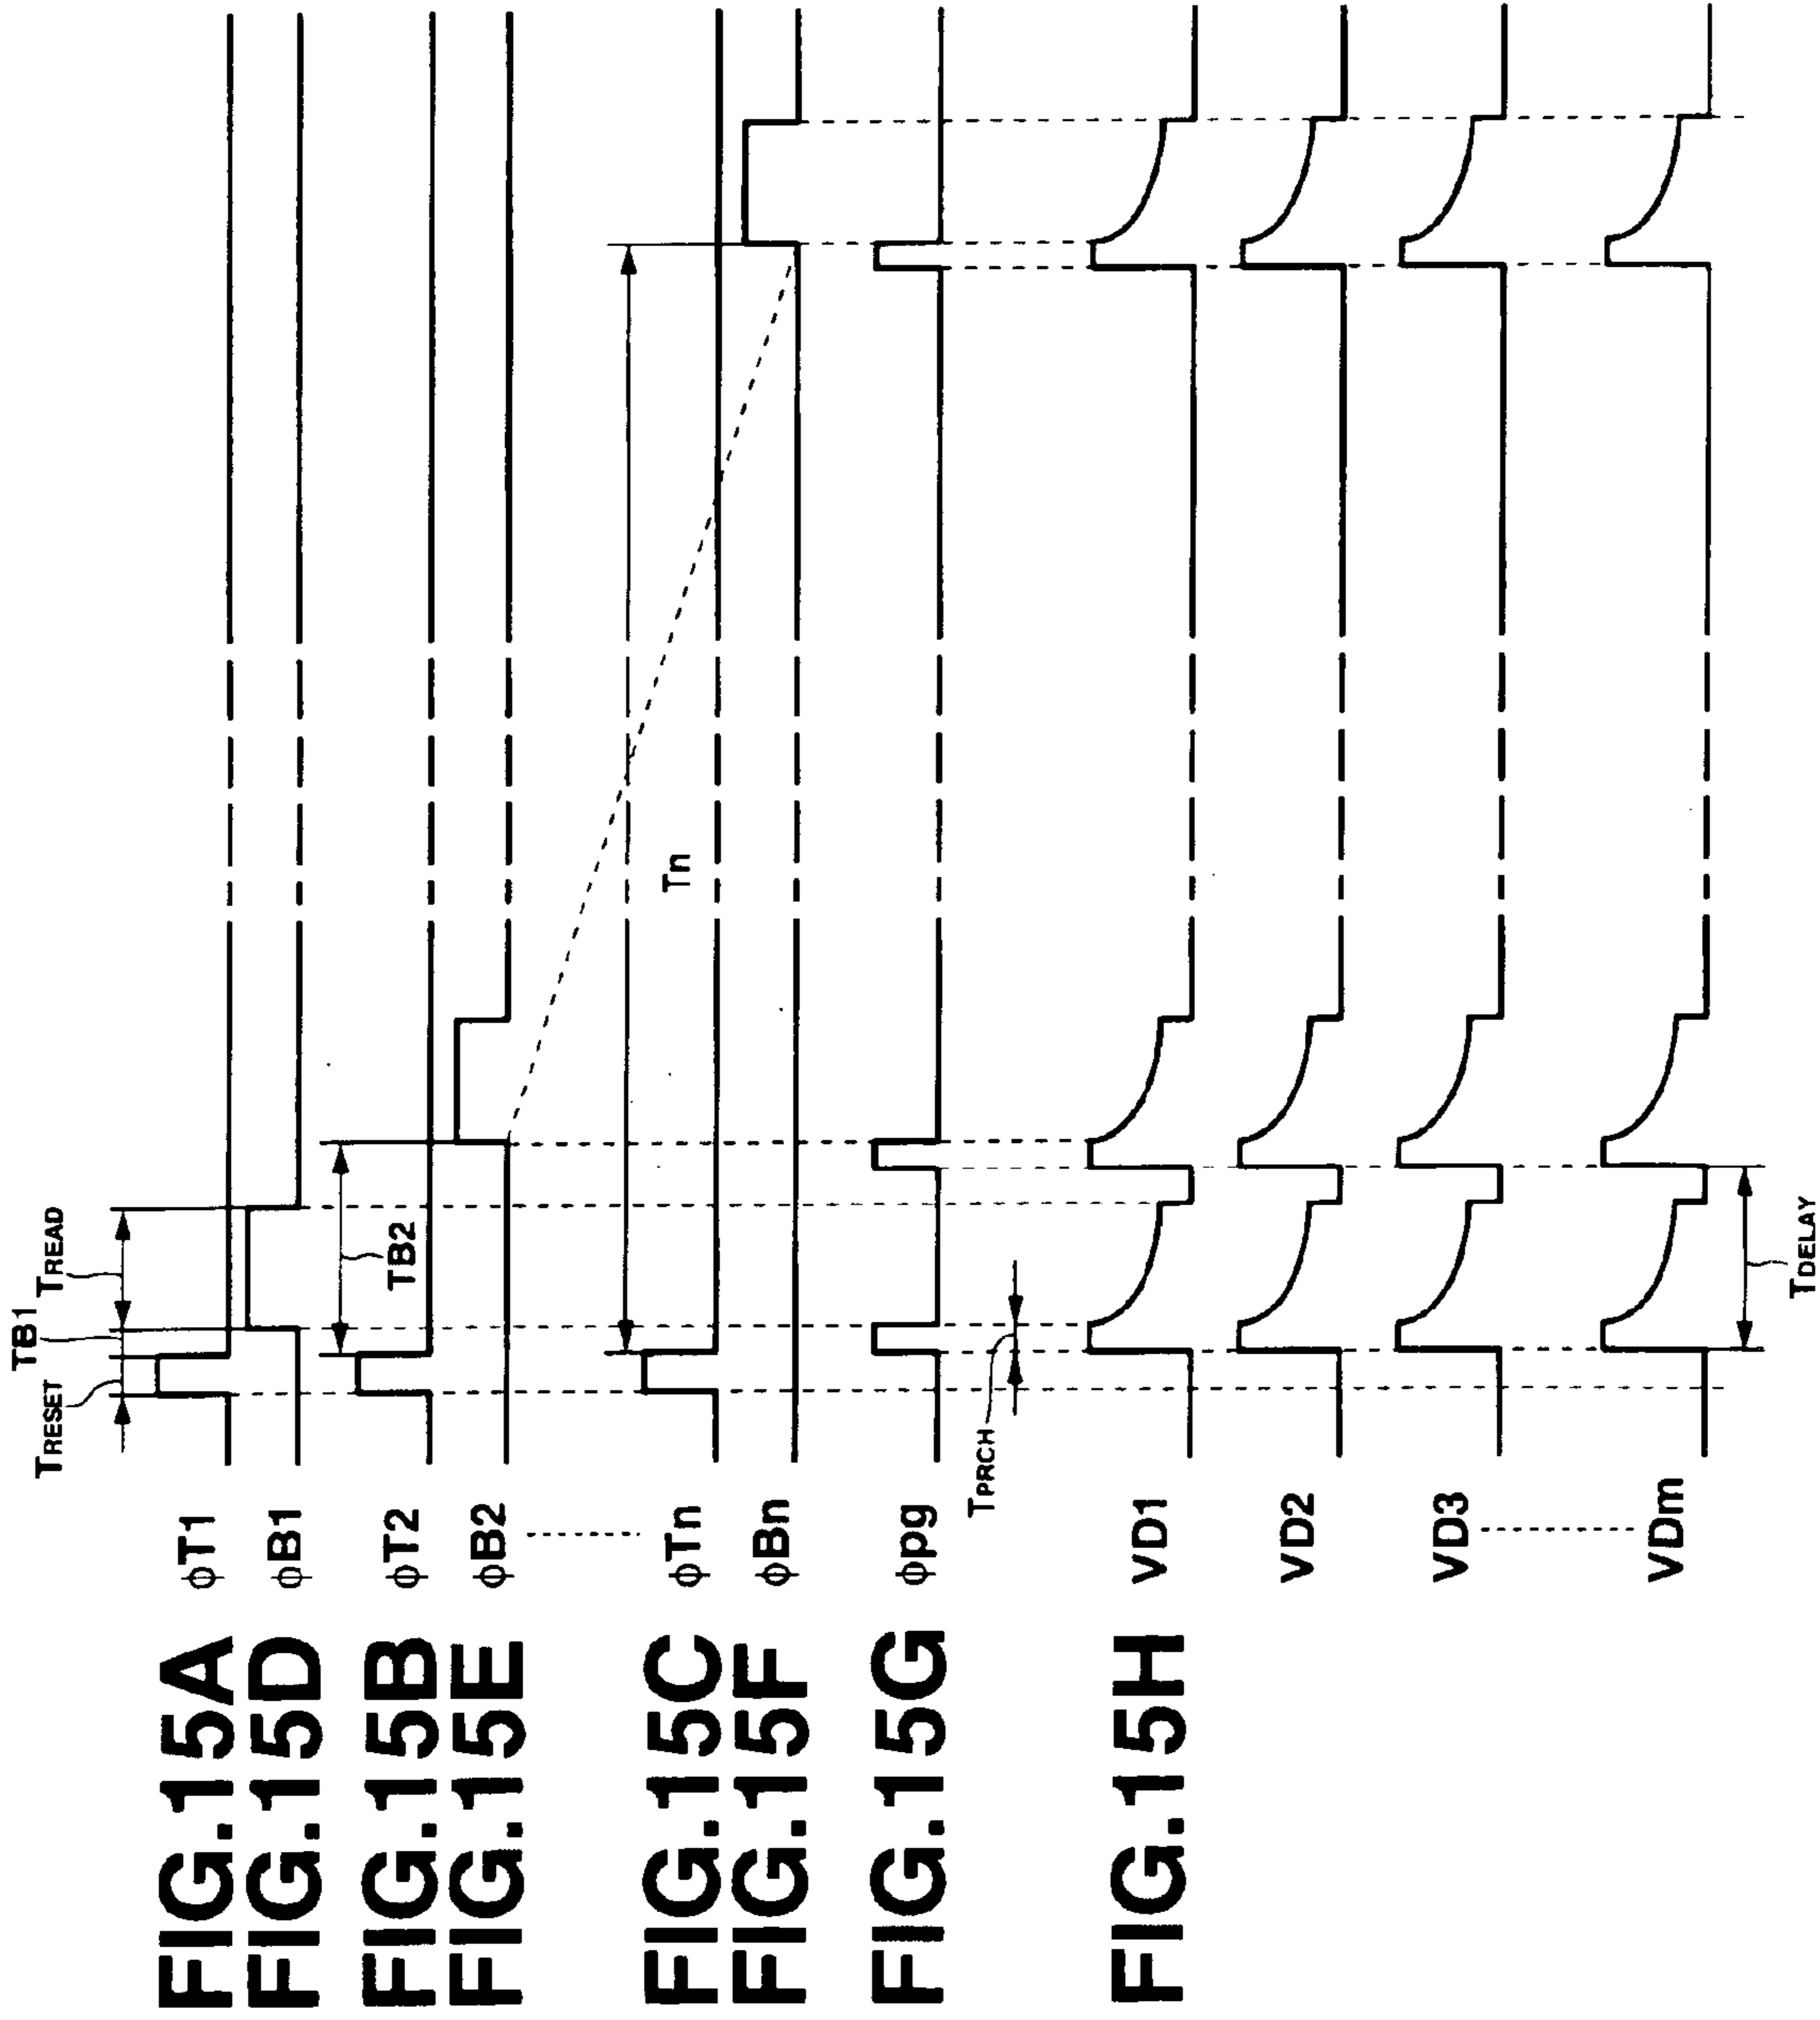 TRESET
TB1
TREAD
FIG.15A φT1
FIG.15D φB1
TB2
FIG.15B φT2
FIG.15E φB2
Tn
FIG.15C φTn
FIG.15F φBn
FIG.15G φpg
TPRCH
FIG.15H VD1
VD2
VD3
VDm
TDELAY